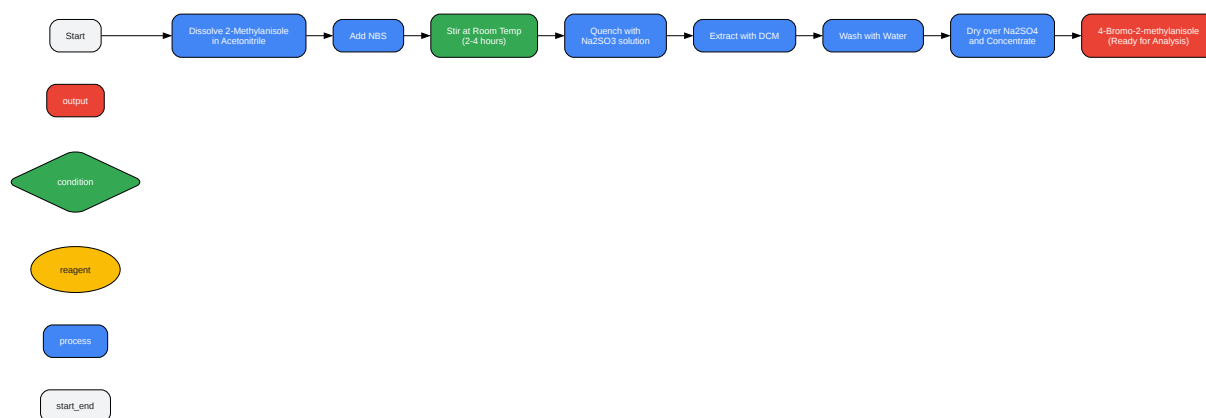 Start
Dissolve 2-Methylanisole
in Acetonitrile
Add NBS
Stir at Room Temp
(2-4 hours)
Quench with
Na2SO3 solution
Extract with DCM
Wash with Water
Dry over Na2SO4
and Concentrate
4-Bromo-2-methylanisole
(Ready for Analysis)
output
condition
reagent
process
start_end